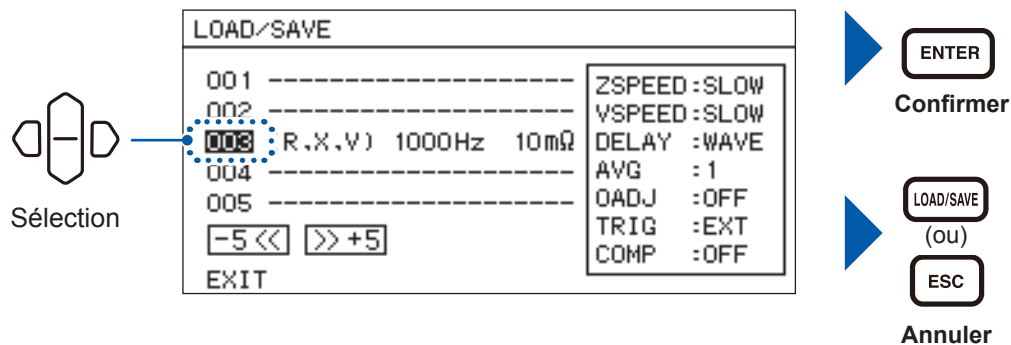 LOAD/SAVE
001 ----------------------
002 ----------------------
003 R.X.V) 1000Hz 10mΩ
004 ----------------------
005 ----------------------
-5 << >> +5
EXIT
ZSPEED:SLOW
VSPEED:SLOW
DELAY :WAVE
AVG :1
OADJ :OFF
TRIG :EXT
COMP :OFF
Sélection
ENTER
Confirmer
LOAD/SAVE
(ou)
ESC
Annuler